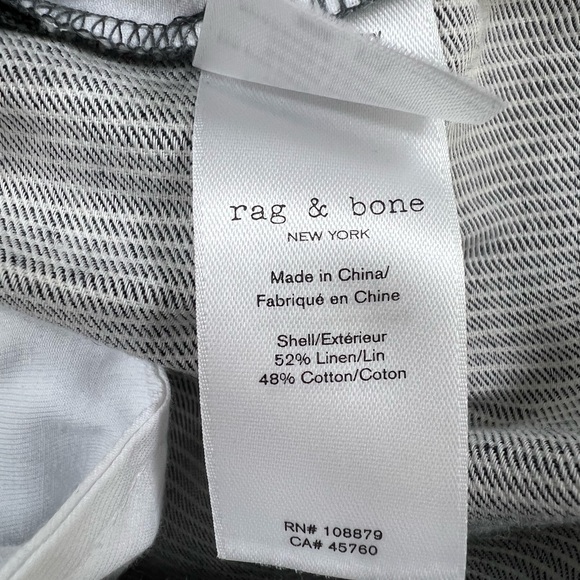 rag & bone
NEW YORK
Made in China/
Fabriqué en Chine
Shell/Extérieur
52% Linen/Lin
48% Cotton/Coton
RN# 108879
CA# 45760